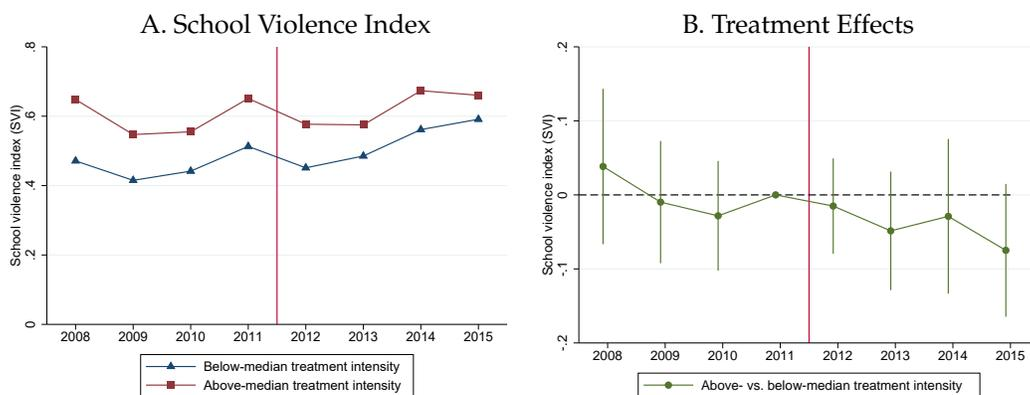 A. School Violence Index
School violence index (SVI)
.8
.6
.4
.2
0
2008 2009 2010 2011 2012 2013 2014 2015
Below-median treatment intensity
Above-median treatment intensity
B. Treatment Effects
School violence index (SVI)
.2
.1
0
-.1
-.2
2008 2009 2010 2011 2012 2013 2014 2015
Above- vs. below-median treatment intensity